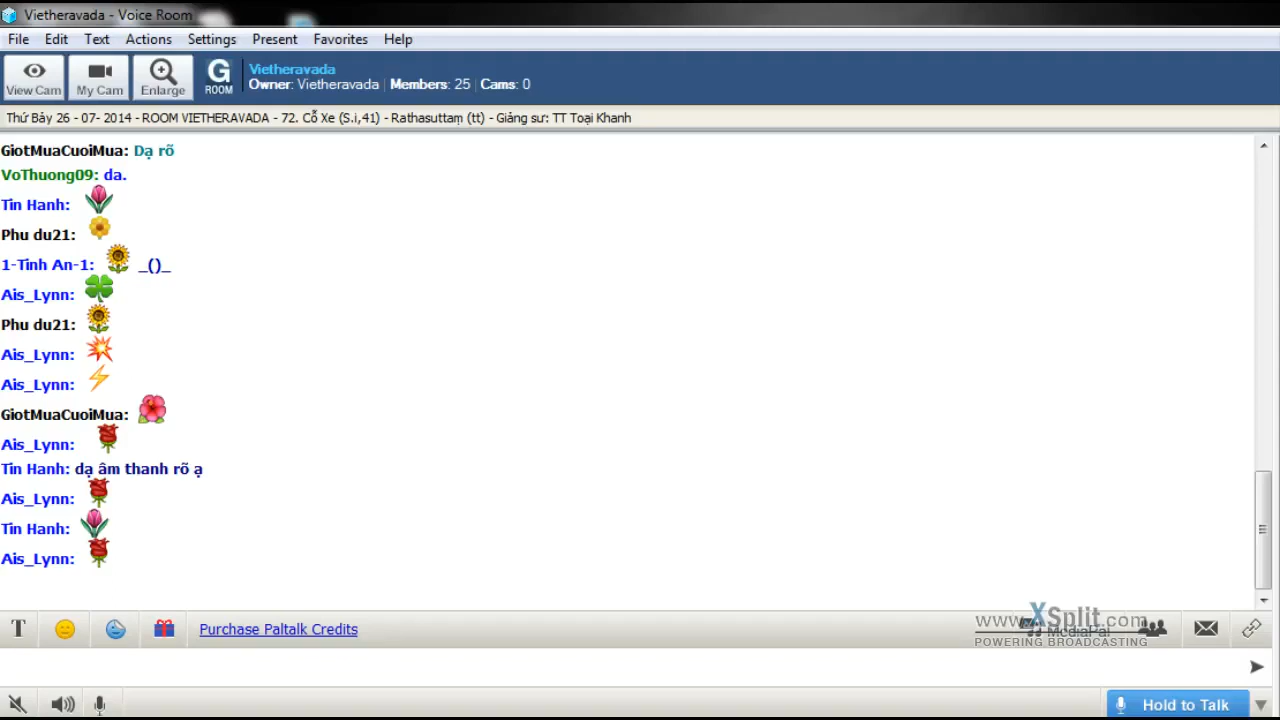 Vietheravada - Voice Room
File Edit Text Actions Settings Present Favorites Help
View Cam My Cam Enlarge G ROOM
Vietheravada
Owner: Vietheravada | Members: 25 | Cams: 0
Thứ Bảy 26 - 07- 2014 - ROOM VIETHERAVADA - 72. Cỗ Xe (S.i,41) - Rathasuttaṃ (tt) - Giảng sư: TT Toại Khanh
GiotMuaCuoiMua: Dạ rõ
VoThuong09: da.
Tin Hanh:
Phu du21:
1-Tinh An-1: _()_
Ais_Lynn:
Phu du21:
Ais_Lynn:
Ais_Lynn:
GiotMuaCuoiMua:
Ais_Lynn:
Tin Hanh: dạ âm thanh rõ ạ
Ais_Lynn:
Tin Hanh:
Ais_Lynn:
T Purchase Paltalk Credits
www.XSplit.com
MediaPal
POWERING BROADCASTING
Hold to Talk